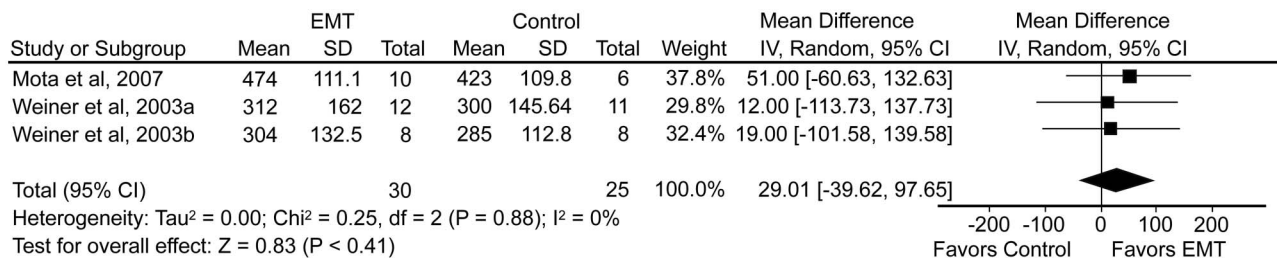 EMT Control Mean Difference Mean Difference
Study or Subgroup Mean SD Total Mean SD Total Weight IV, Random, 95% CI IV, Random, 95% CI
Mota et al, 2007 474 111.1 10 423 109.8 6 37.8% 51.00 [-60.63, 132.63]
Weiner et al, 2003a 312 162 12 300 145.64 11 29.8% 12.00 [-113.73, 137.73]
Weiner et al, 2003b 304 132.5 8 285 112.8 8 32.4% 19.00 [-101.58, 139.58]
Total (95% CI) 30 25 100.0% 29.01 [-39.62, 97.65]
Heterogeneity: Tau² = 0.00; Chi² = 0.25, df = 2 (P = 0.88); I² = 0%
Test for overall effect: Z = 0.83 (P < 0.41)
-200 -100 0 100 200
Favors Control Favors EMT